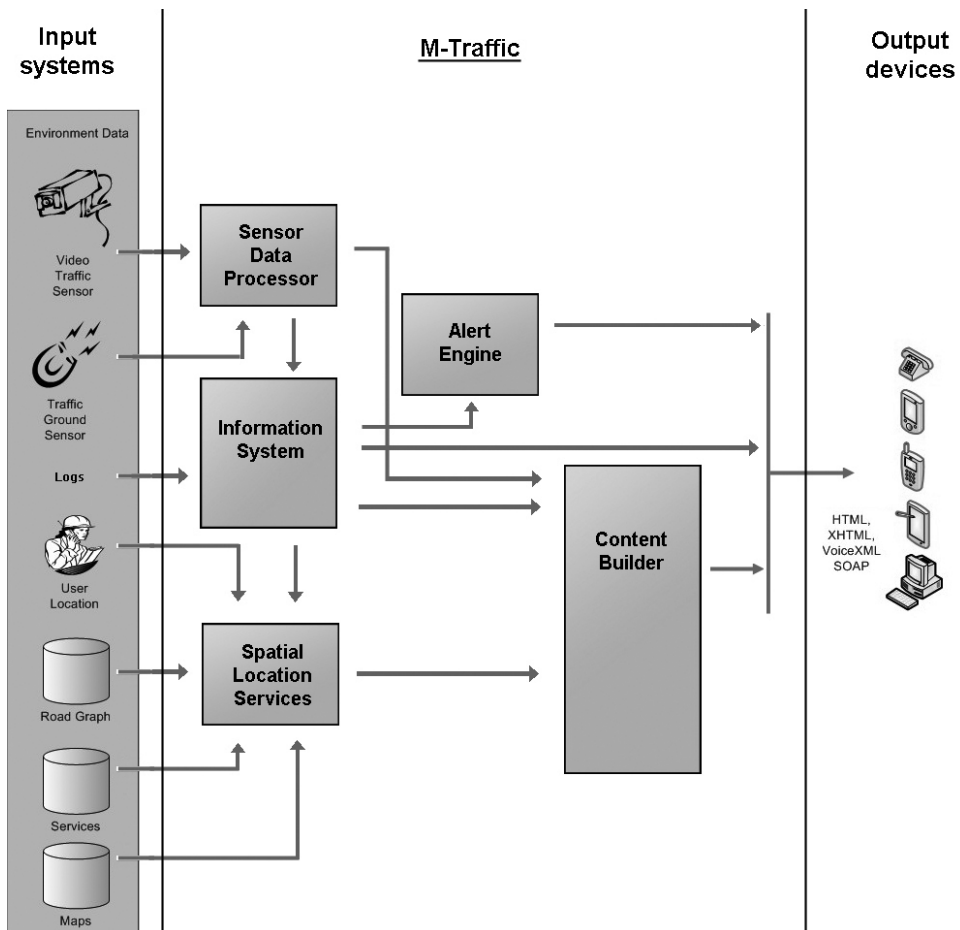 Input
systems
M-Traffic
Output
devices
Environment Data
Video
Traffic
Sensor
Traffic
Ground
Sensor
Logs
User
Location
Road Graph
Services
Maps
Sensor
Data
Processor
Information
System
Spatial
Location
Services
Alert
Engine
Content
Builder
HTML,
XHTML,
VoiceXML
SOAP